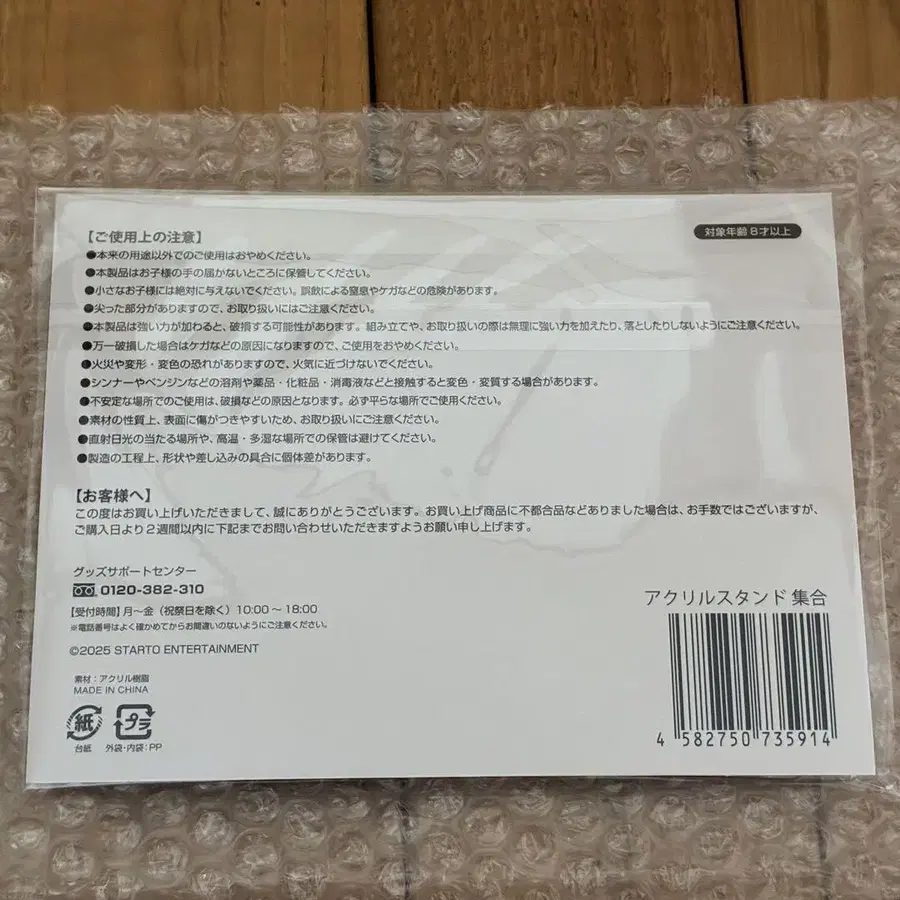 【ご使用上の注意】
対象年齢8才以上
●本来の用途以外でのご使用はおやめください。
●本製品はお子様の手の届かないところに保管してください。
●小さなお子様には絶対に与えないでください。誤飲による窒息やケガなどの危険があります。
●尖った部分がありますので、お取り扱いにはご注意ください。
●本製品は強い力が加わると、破損する可能性があります。組み立てや、お取り扱いの際は無理に強い力を加えたり、落としたりしないようにご注意ください。
●万一破損した場合はケガなどの原因になりますので、ご使用をおやめください。
●火災や変形・変色の恐れがありますので、火気に近づけないでください。
●シンナーやベンジンなどの溶剤や薬品・化粧品・消毒液などと接触すると変色・変質する場合があります。
●不安定な場所でのご使用は、破損などの原因となります。必ず平らな場所でご使用ください。
●素材の性質上、表面に傷がつきやすいため、お取り扱いにご注意ください。
●直射日光の当たる場所や、高温・多湿な場所での保管は避けてください。
●製造の工程上、形状や差し込みの具合に個体差があります。
【お客様へ】
この度はお買い上げいただきまして、誠にありがとうございます。お買い上げ商品に不都合品などありました場合は、お手数ではございますが、
ご購入日より2週間以内に下記までお問い合わせいただきますようお願い申し上げます。
グッズサポートセンター
0120-382-310
【受付時間】月〜金（祝祭日を除く）10:00〜18:00
※電話番号はよく確かめてからお間違いのないようにご注意ください。
©2025 STARTO ENTERTAINMENT
素材：アクリル樹脂
MADE IN CHINA
紙
プラ
台紙
外袋・内袋：PP
アクリルスタンド 集合
4 582750 735914